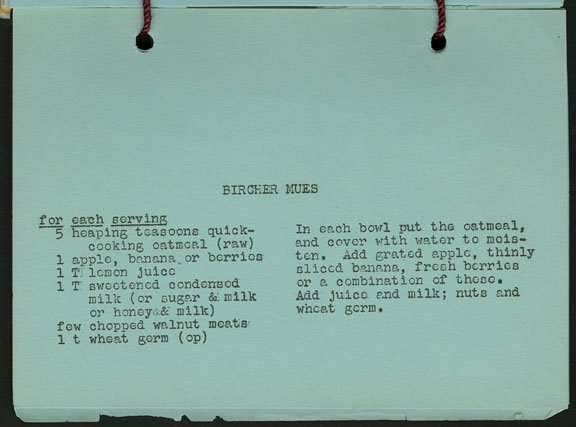 BIRCHER MUES
for each serving
5 heaping teasoons quick-
cooking oatmeal (raw)
1 apple, banana, or berries
1 T lemon juice
1 T sweetened condensed
milk (or sugar & milk
or honey & milk)
few chopped walnut meats
1 t wheat germ (op)
In each bowl put the oatmeal,
and cover with water to mois-
ten. Add grated apple, thinly
sliced banana, fresh berries
or a combination of these.
Add juice and milk; nuts and
wheat germ.